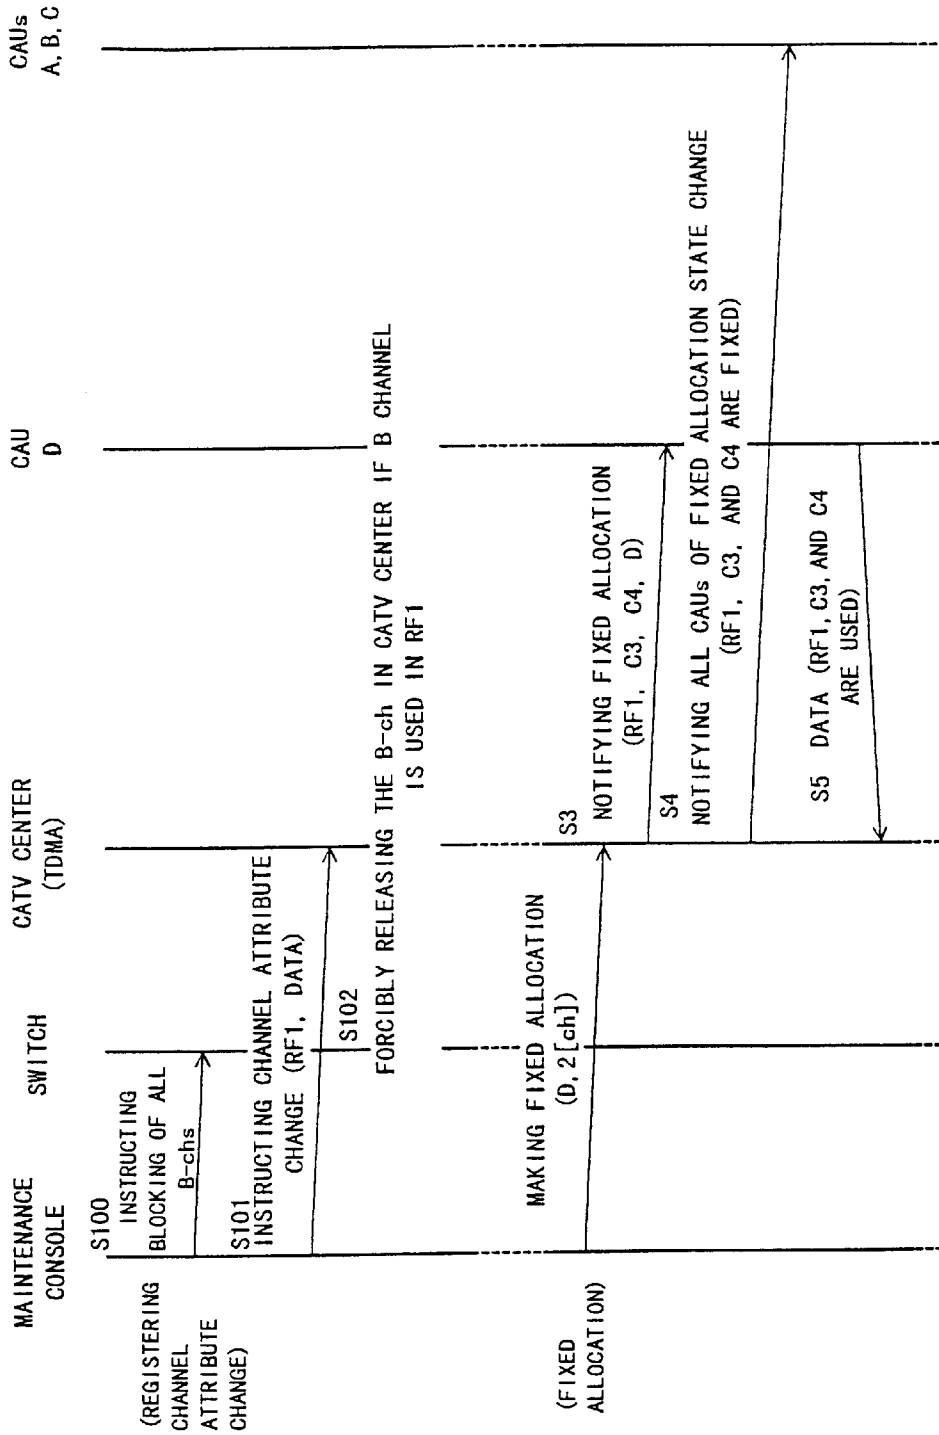 MAINTENANCE
CONSOLE
SWITCH
CATV CENTER
(TDMA)
CAU
D
CAUs
A, B, C
(REGISTERING
CHANNEL
ATTRIBUTE
CHANGE)
S100
INSTRUCTING
BLOCKING OF ALL
B-chs
S101
INSTRUCTING CHANNEL ATTRIBUTE
CHANGE (RF1, DATA)
S102
FORCIBLY RELEASING THE B-ch IN CATV CENTER IF B CHANNEL
IS USED IN RF1
(FIXED
ALLOCATION)
MAKING FIXED ALLOCATION
(D, 2[ch])
S3
NOTIFYING FIXED ALLOCATION
(RF1, C3, C4, D)
S4
NOTIFYING ALL CAUs OF FIXED ALLOCATION STATE CHANGE
(RF1, C3, AND C4 ARE FIXED)
S5 DATA (RF1, C3, AND C4
ARE USED)